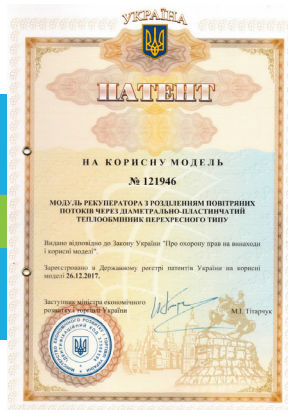 УКРАЇНА
ПАТЕНТ
НА КОРИСНУ МОДЕЛЬ
№ 121946
МОДУЛЬ РЕКУПЕРАТОРА З РОЗДІЛЕННЯМ ПОВІТРЯНИХ
ПОТОКІВ ЧЕРЕЗ ДІАМЕТРАЛЬНО-ПЛАСТИНЧАТИЙ
ТЕПЛООБМІННИК ПЕРЕХРЕСНОГО ТИПУ
Видано відповідно до Закону України "Про охорону прав на винаходи
і корисні моделі".
Зареєстровано в Державному реєстрі патентів України на корисні
моделі 26.12.2017.
Заступник міністра економічного
розвитку і торгівлі України
М.І. Тітарчук